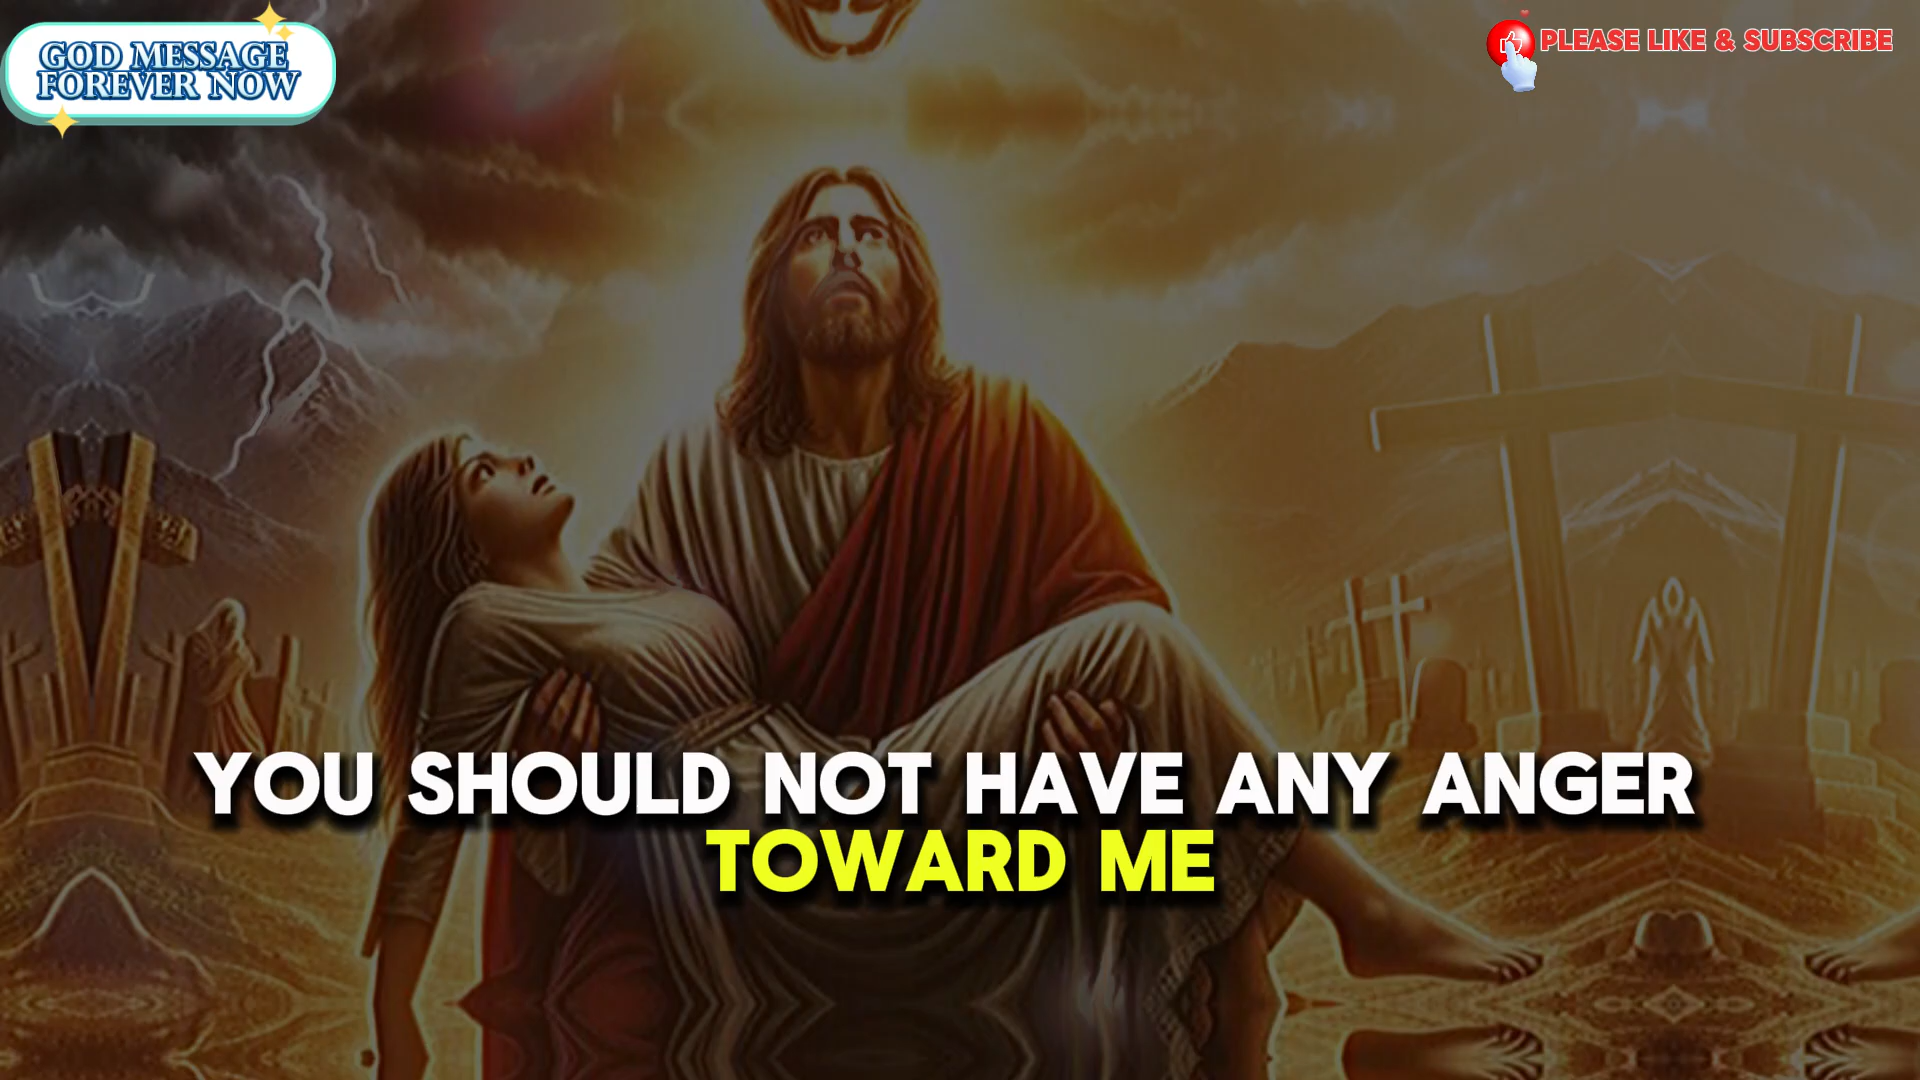 GOD MESSAGE
FOREVER NOW
PLEASE LIKE & SUBSCRIBE
YOU SHOULD NOT HAVE ANY ANGER
TOWARD ME